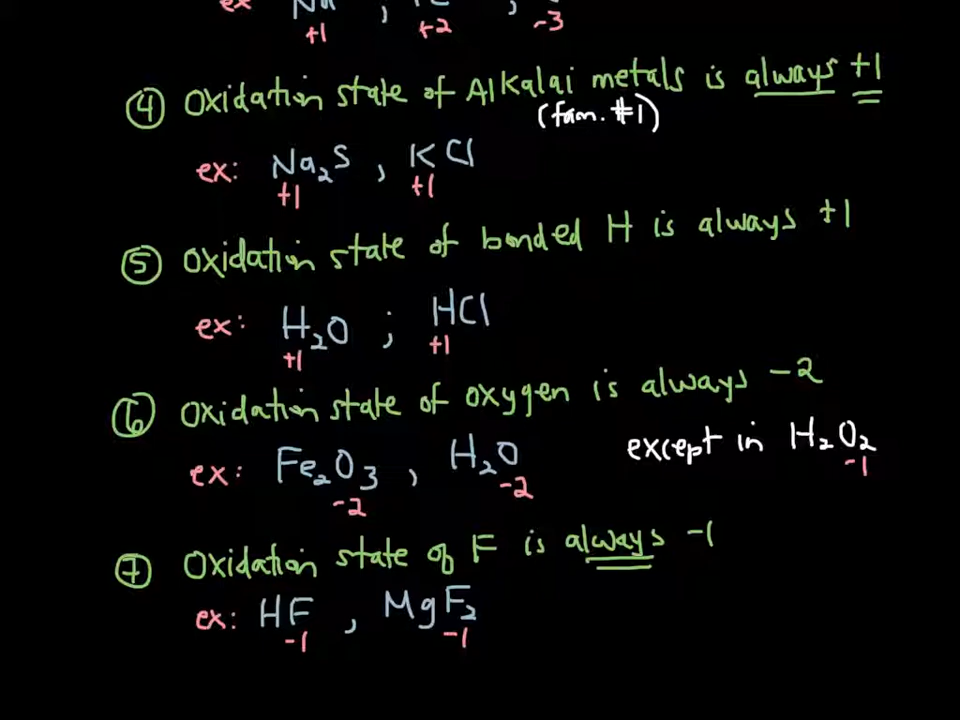 ex Na ; ;
+1 +2 -3
④ Oxidation state of Alkalai metals is always +1
(fam. #1)
ex: Na₂S , KCl
+1 +1
⑤ Oxidation state of bonded H is always +1
ex: H₂O ; HCl
+1 +1
⑥ Oxidation state of oxygen is always -2
except in H₂O₂
-1
ex: Fe₂O₃ , H₂O
-2 -2
⑦ Oxidation state of F is always -1
ex: HF , MgF₂
-1 -1